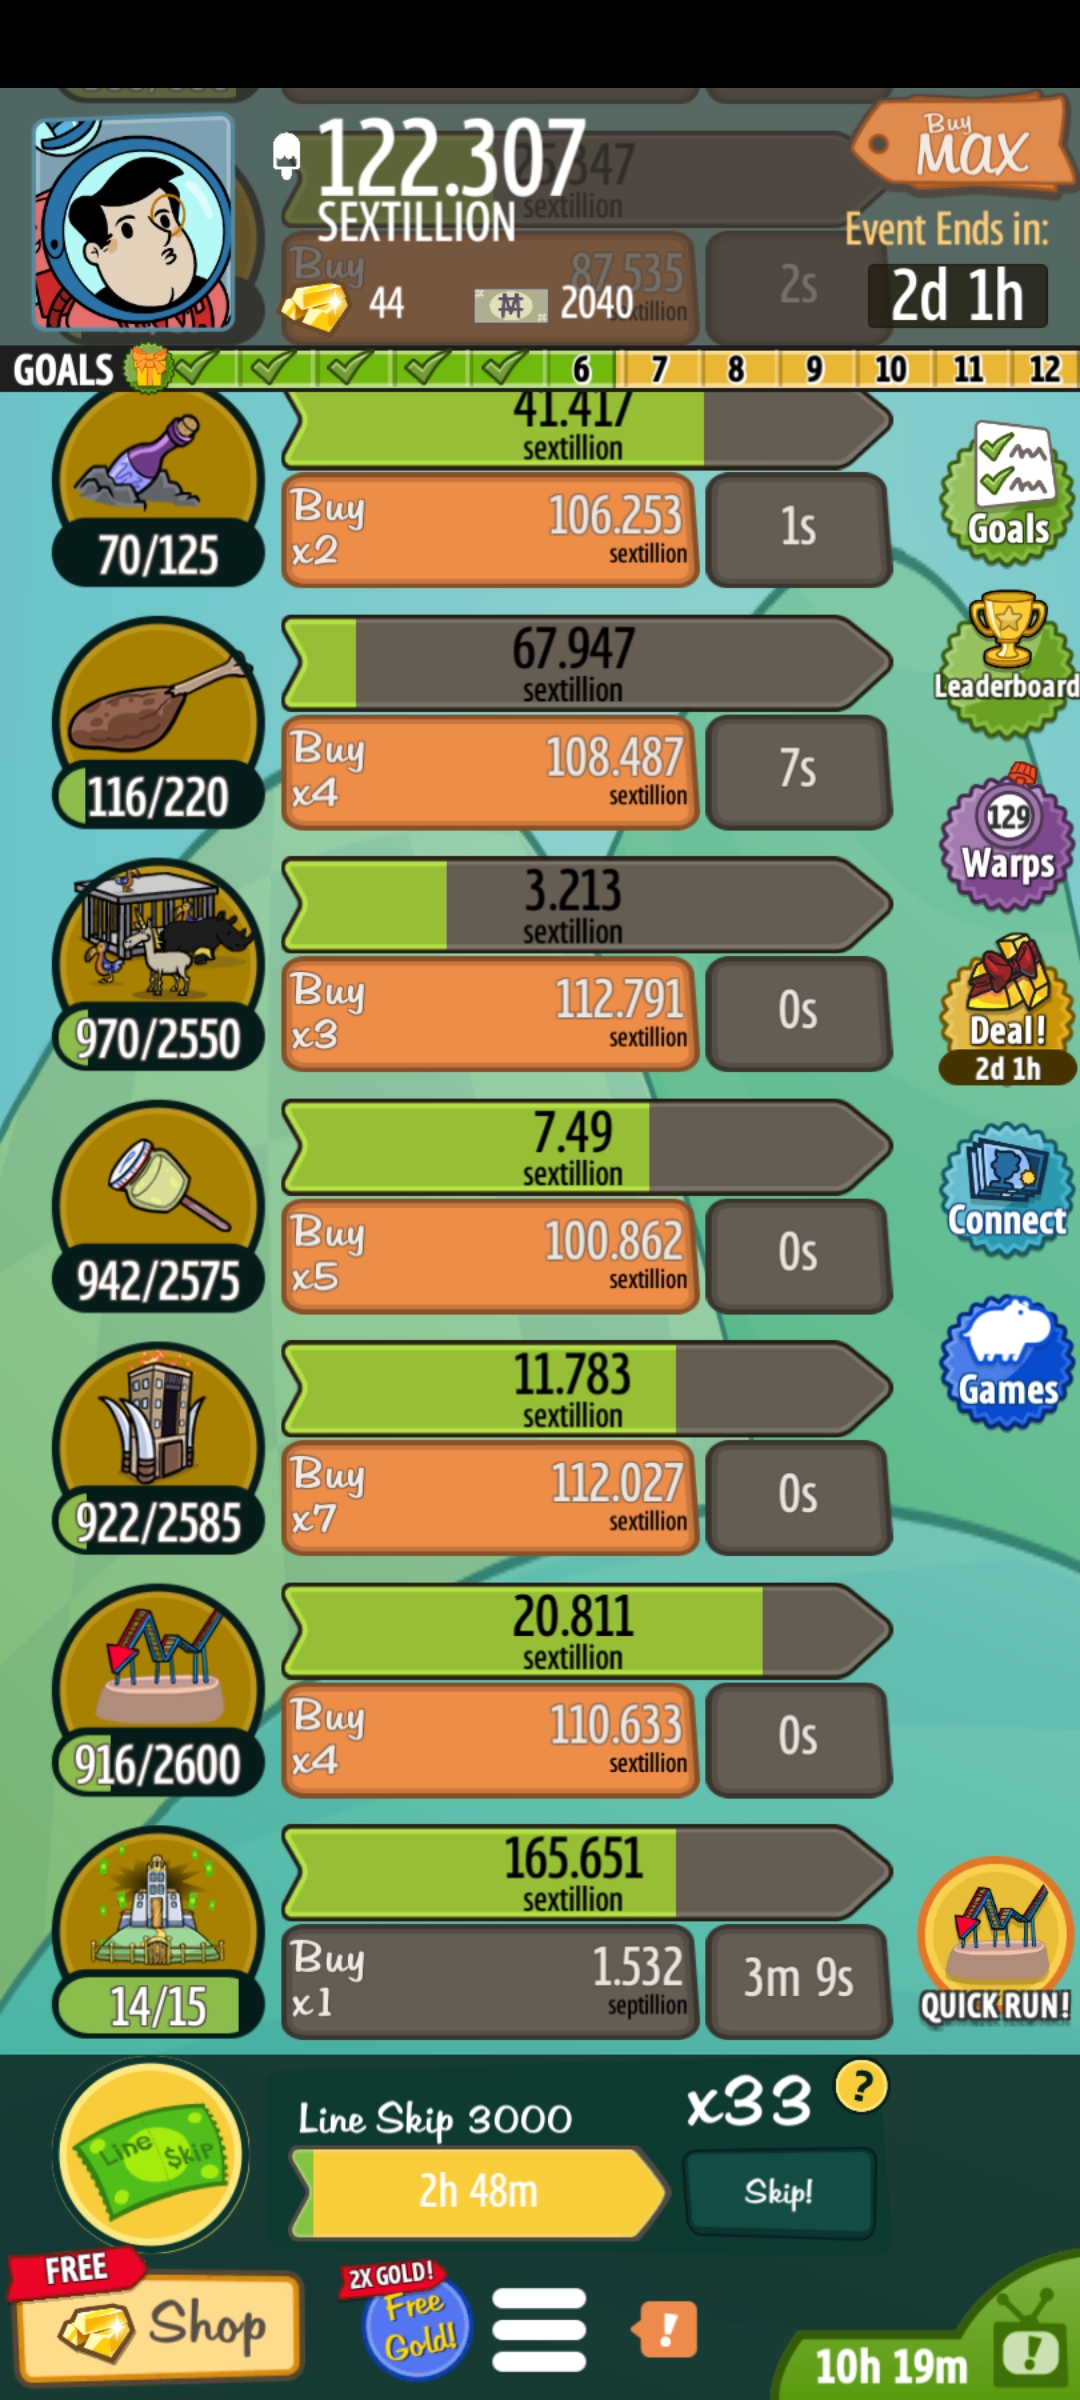 122.307
SEXTILLION
Buy
MAX
Event Ends in:
2d 1h
sextillion
Buy
87.535
2s
44
2040
GOALS
6
7
8
9
10
11
12
41.417
sextillion
Buy
x2
106.253
sextillion
1s
70/125
Goals
67.947
sextillion
Buy
x4
108.487
sextillion
7s
116/220
Leaderboard
3.213
sextillion
Buy
x3
112.791
sextillion
0s
970/2550
129
Warps
Deal!
2d 1h
7.49
sextillion
Buy
x5
100.862
sextillion
0s
942/2575
Connect
11.783
sextillion
Buy
x7
112.027
sextillion
0s
922/2585
Games
20.811
sextillion
Buy
x4
110.633
sextillion
0s
916/2600
165.651
sextillion
Buy
x1
1.532
septillion
3m 9s
14/15
QUICK RUN!
Line $kip
Line Skip 3000
2h 48m
x33
?
Skip!
FREE
Shop
2X GOLD!
Free
Gold!
!
10h 19m
!